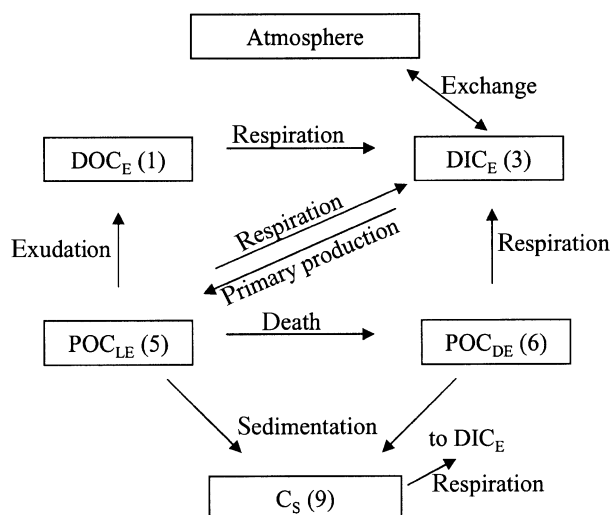 Atmosphere
Exchange
DOC_E (1)
Respiration
DIC_E (3)
Respiration
Primary production
Exudation
Respiration
POC_LE (5)
Death
POC_DE (6)
Sedimentation
to DIC_E
Respiration
C_S (9)